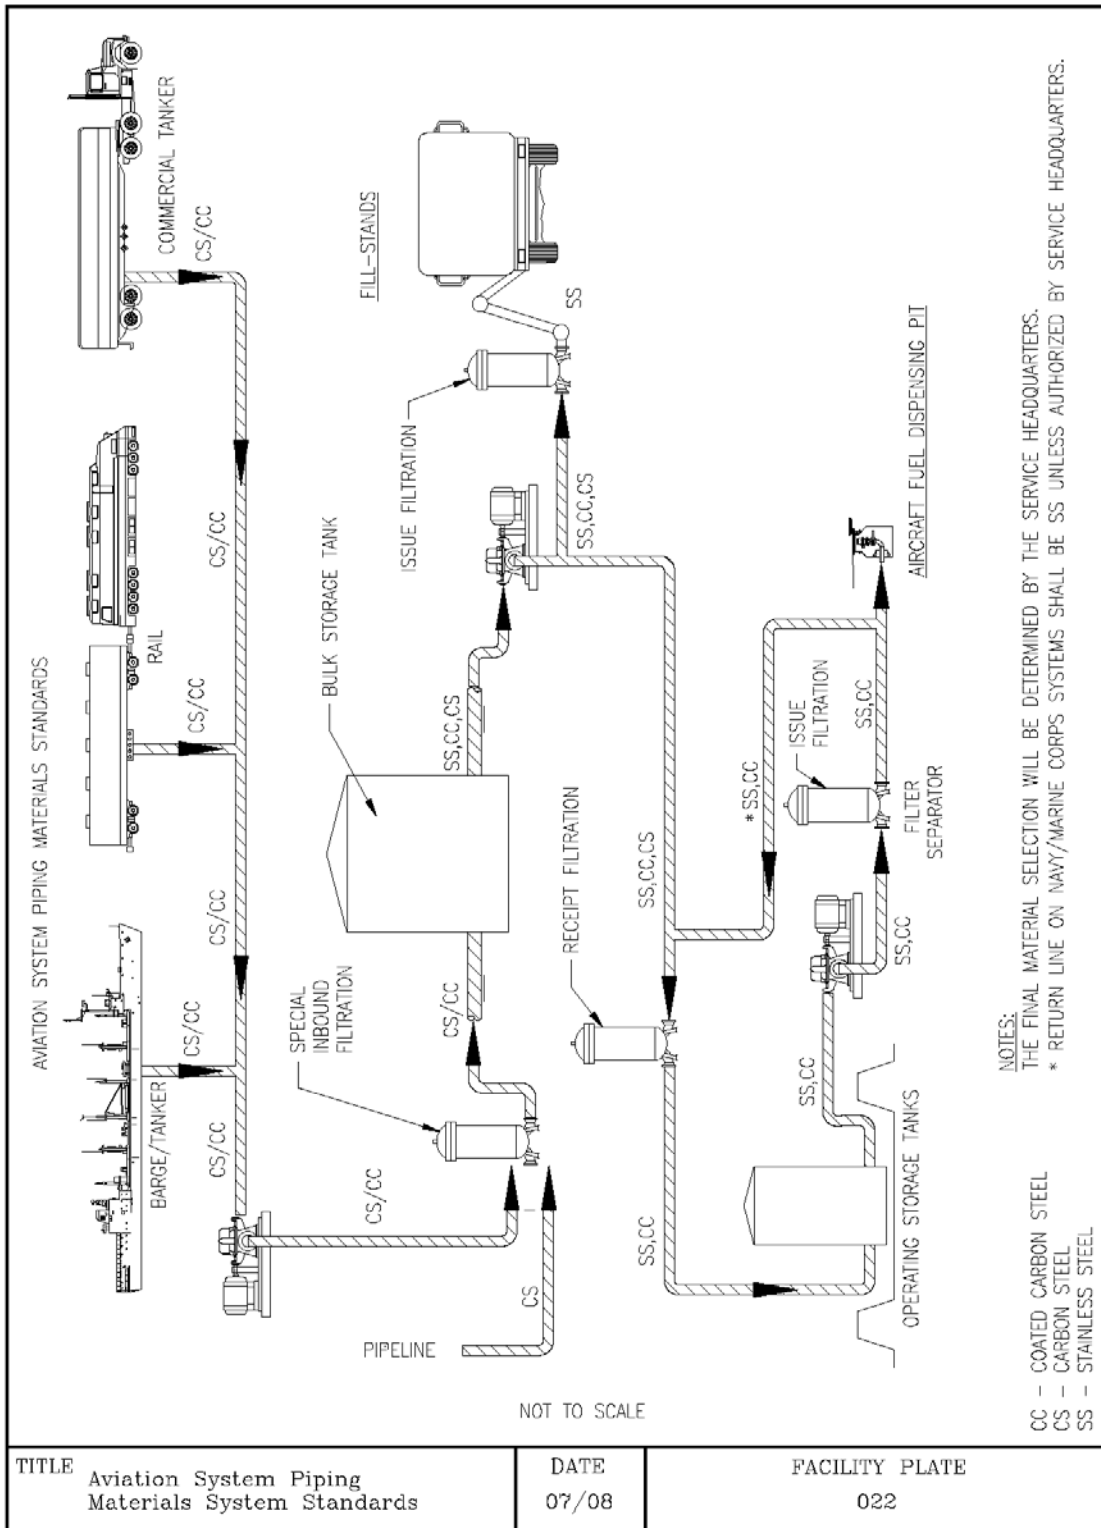 AVIATION SYSTEM PIPING MATERIALS STANDARDS
BARGE/TANKER
RAIL
COMMERCIAL TANKER
CS/CC
CS/CC
CS/CC
CS/CC
CS/CC
CS/CC
CS/CC
PIPELINE
CS
SPECIAL
INBOUND
FILTRATION
CS/CC
BULK STORAGE TANK
SS,CC,CS
ISSUE FILTRATION
FILL-STANDS
SS
SS,CC,CS
RECEIPT FILTRATION
SS,CC,CS
SS,CC
OPERATING STORAGE TANKS
SS,CC
SS,CC
* SS,CC
ISSUE
FILTRATION
SS,CC
FILTER
SEPARATOR
AIRCRAFT FUEL DISPENSING PIT
NOT TO SCALE
CC - COATED CARBON STEEL
CS - CARBON STEEL
SS - STAINLESS STEEL
NOTES:
THE FINAL MATERIAL SELECTION WILL BE DETERMINED BY THE SERVICE HEADQUARTERS.
* RETURN LINE ON NAVY/MARINE CORPS SYSTEMS SHALL BE SS UNLESS AUTHORIZED BY SERVICE HEADQUARTERS.
TITLE
Aviation System Piping
Materials System Standards
DATE
07/08
FACILITY PLATE
022